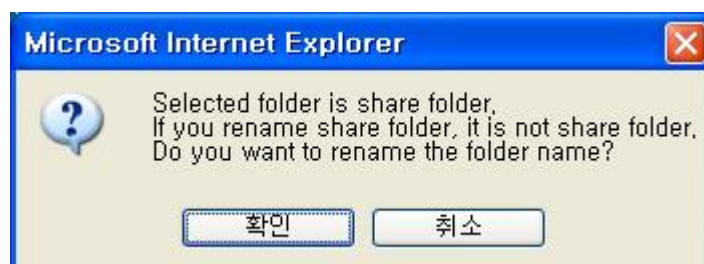 Microsoft Internet Explorer
Selected folder is share folder,
If you rename share folder, it is not share folder,
Do you want to rename the folder name?
확인
취소